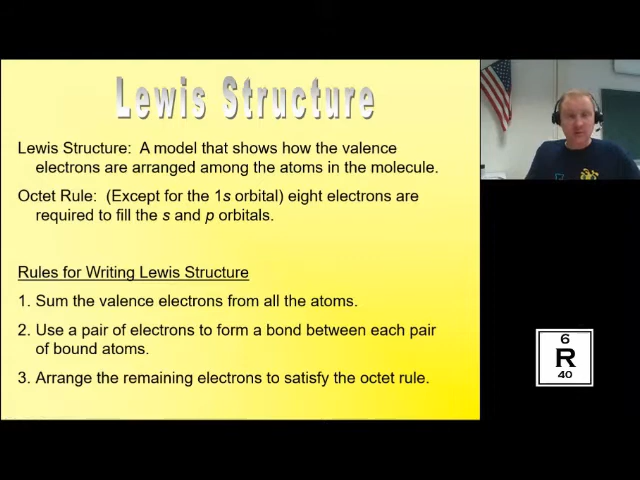 Lewis Structure
Lewis Structure: A model that shows how the valence
electrons are arranged among the atoms in the molecule.
Octet Rule: (Except for the 1s orbital) eight electrons are
required to fill the s and p orbitals.
Rules for Writing Lewis Structure
1. Sum the valence electrons from all the atoms.
2. Use a pair of electrons to form a bond between each pair
of bound atoms.
3. Arrange the remaining electrons to satisfy the octet rule.
6
R
40